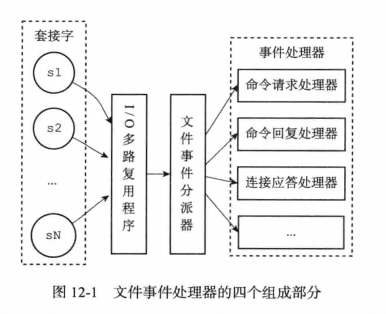 套接字
s1
s2
...
sN
I/O多路复用程序
文件事件分派器
事件处理器
命令请求处理器
命令回复处理器
连接应答处理器
...
图 12-1 文件事件处理器的四个组成部分